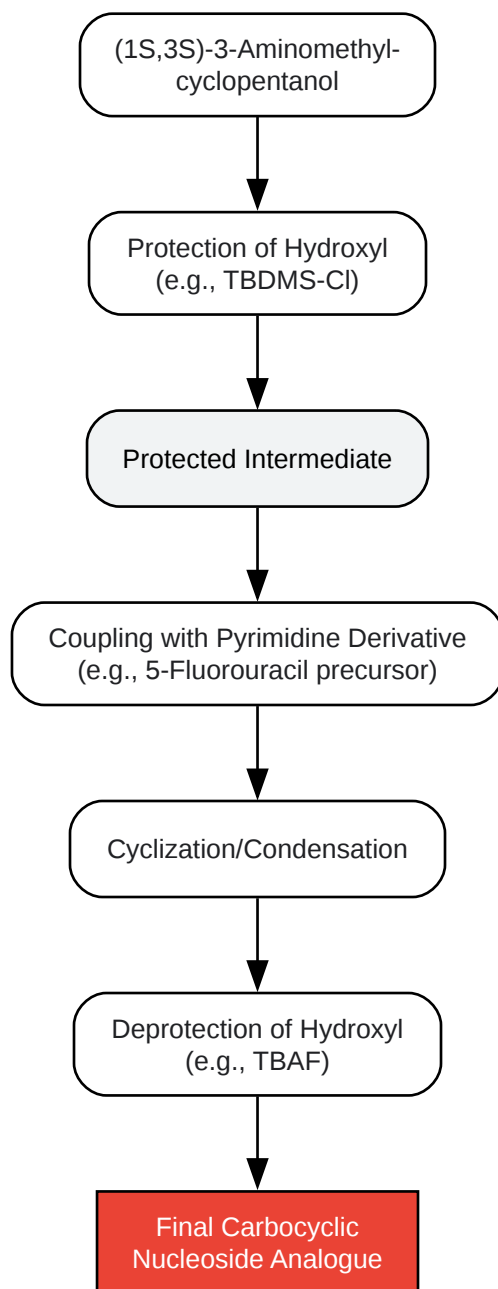 (1S,3S)-3-Aminomethyl-
cyclopentanol
Protection of Hydroxyl
(e.g., TBDMS-Cl)
Protected Intermediate
Coupling with Pyrimidine Derivative
(e.g., 5-Fluorouracil precursor)
Cyclization/Condensation
Deprotection of Hydroxyl
(e.g., TBAF)
Final Carbocyclic
Nucleoside Analogue